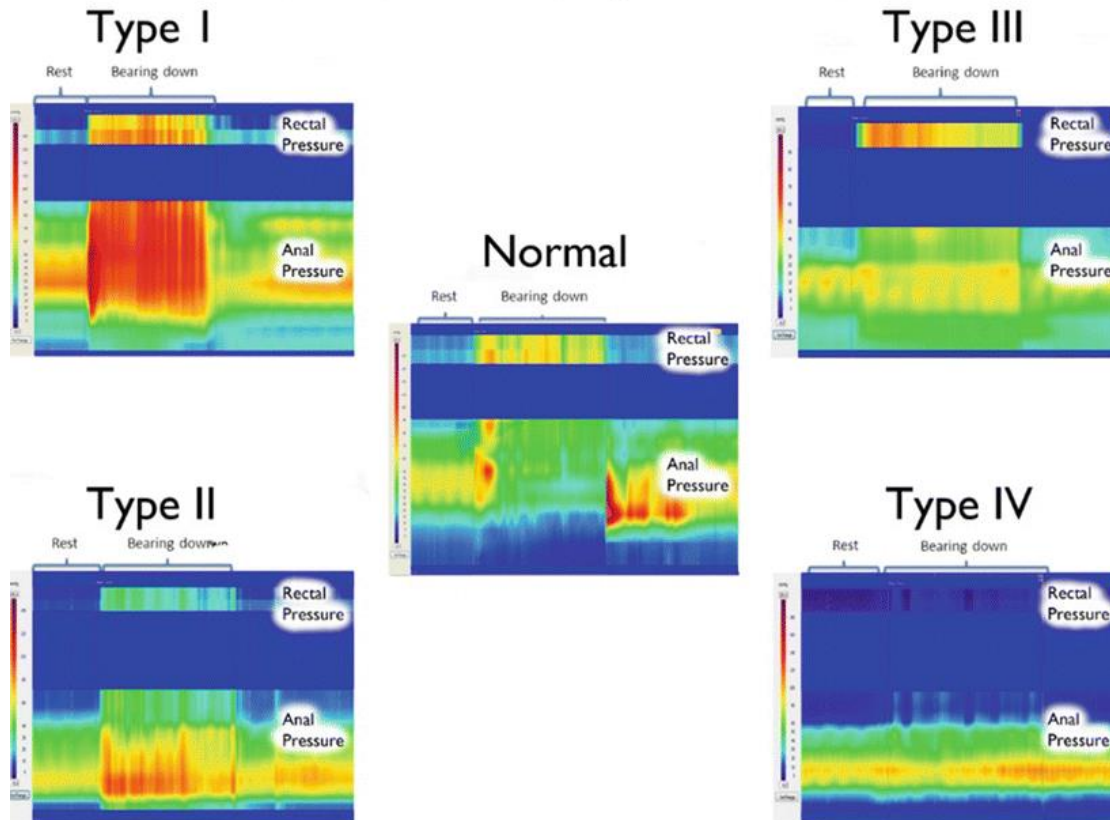 Type I
Rest Bearing down
Rectal
Pressure
Anal
Pressure
Type III
Rest Bearing down
Rectal
Pressure
Anal
Pressure
Normal
Rest Bearing down
Rectal
Pressure
Anal
Pressure
Type II
Rest Bearing down
Rectal
Pressure
Anal
Pressure
Type IV
Rest Bearing down
Rectal
Pressure
Anal
Pressure